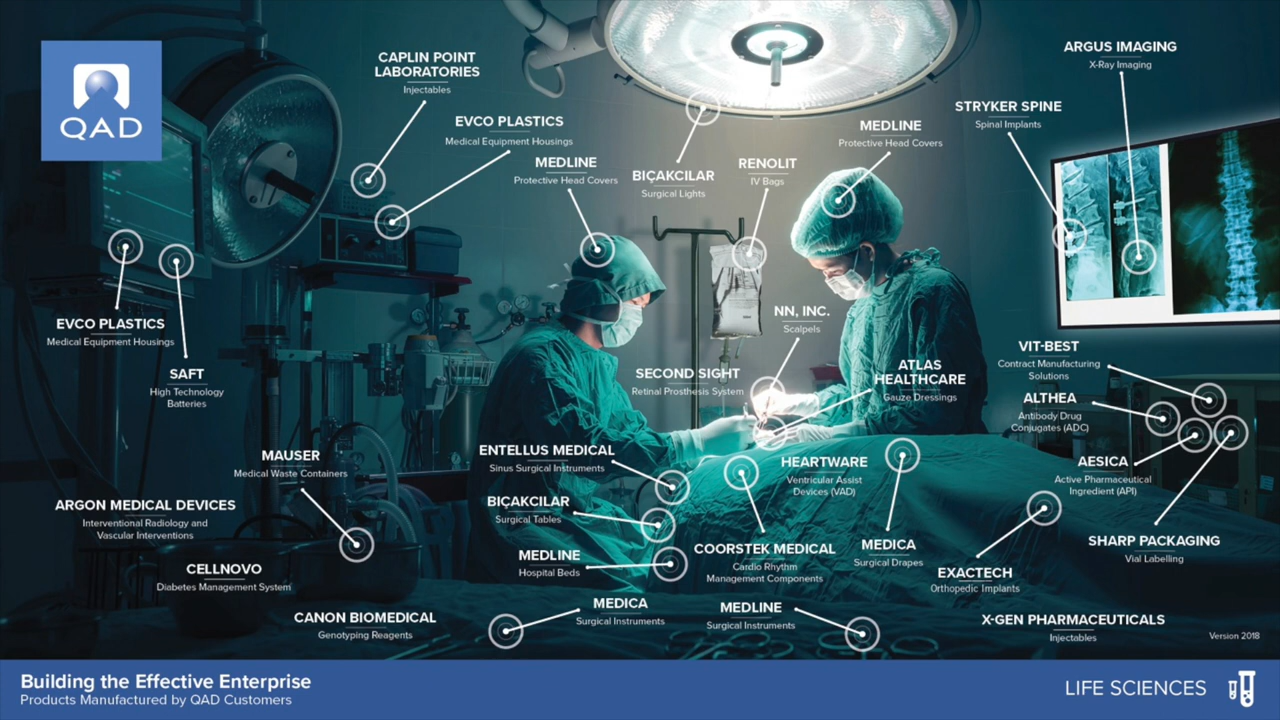 QAD
CAPLIN POINT
LABORATORIES
Injectables
ARGUS IMAGING
X-Ray Imaging
STRYKER SPINE
Spinal Implants
EVCO PLASTICS
Medical Equipment Housings
MEDLINE
Protective Head Covers
MEDLINE
Protective Head Covers
BIÇAKCILAR
Surgical Lights
RENOLIT
IV Bags
EVCO PLASTICS
Medical Equipment Housings
NN, INC.
Scalpels
SAFT
High Technology
Batteries
SECOND SIGHT
Retinal Prosthesis System
ATLAS
HEALTHCARE
Gauze Dressings
VIT-BEST
Contract Manufacturing
Solutions
ALTHEA
Antibody Drug
Conjugates (ADC)
MAUSER
Medical Waste Containers
ENTELLUS MEDICAL
Sinus Surgical Instruments
HEARTWARE
Ventricular Assist
Devices (VAD)
AESICA
Active Pharmaceutical
Ingredient (API)
ARGON MEDICAL DEVICES
Interventional Radiology and
Vascular Interventions
BIÇAKCILAR
Surgical Tables
MEDLINE
Hospital Beds
COORSTEK MEDICAL
Cardio Rhythm
Management Components
MEDICA
Surgical Drapes
SHARP PACKAGING
Vial Labelling
CELLNOVO
Diabetes Management System
EXACTECH
Orthopedic Implants
CANON BIOMEDICAL
Genotyping Reagents
MEDICA
Surgical Instruments
MEDLINE
Surgical Instruments
X-GEN PHARMACEUTICALS
Injectables
Version 2018
Building the Effective Enterprise
Products Manufactured by QAD Customers
LIFE SCIENCES